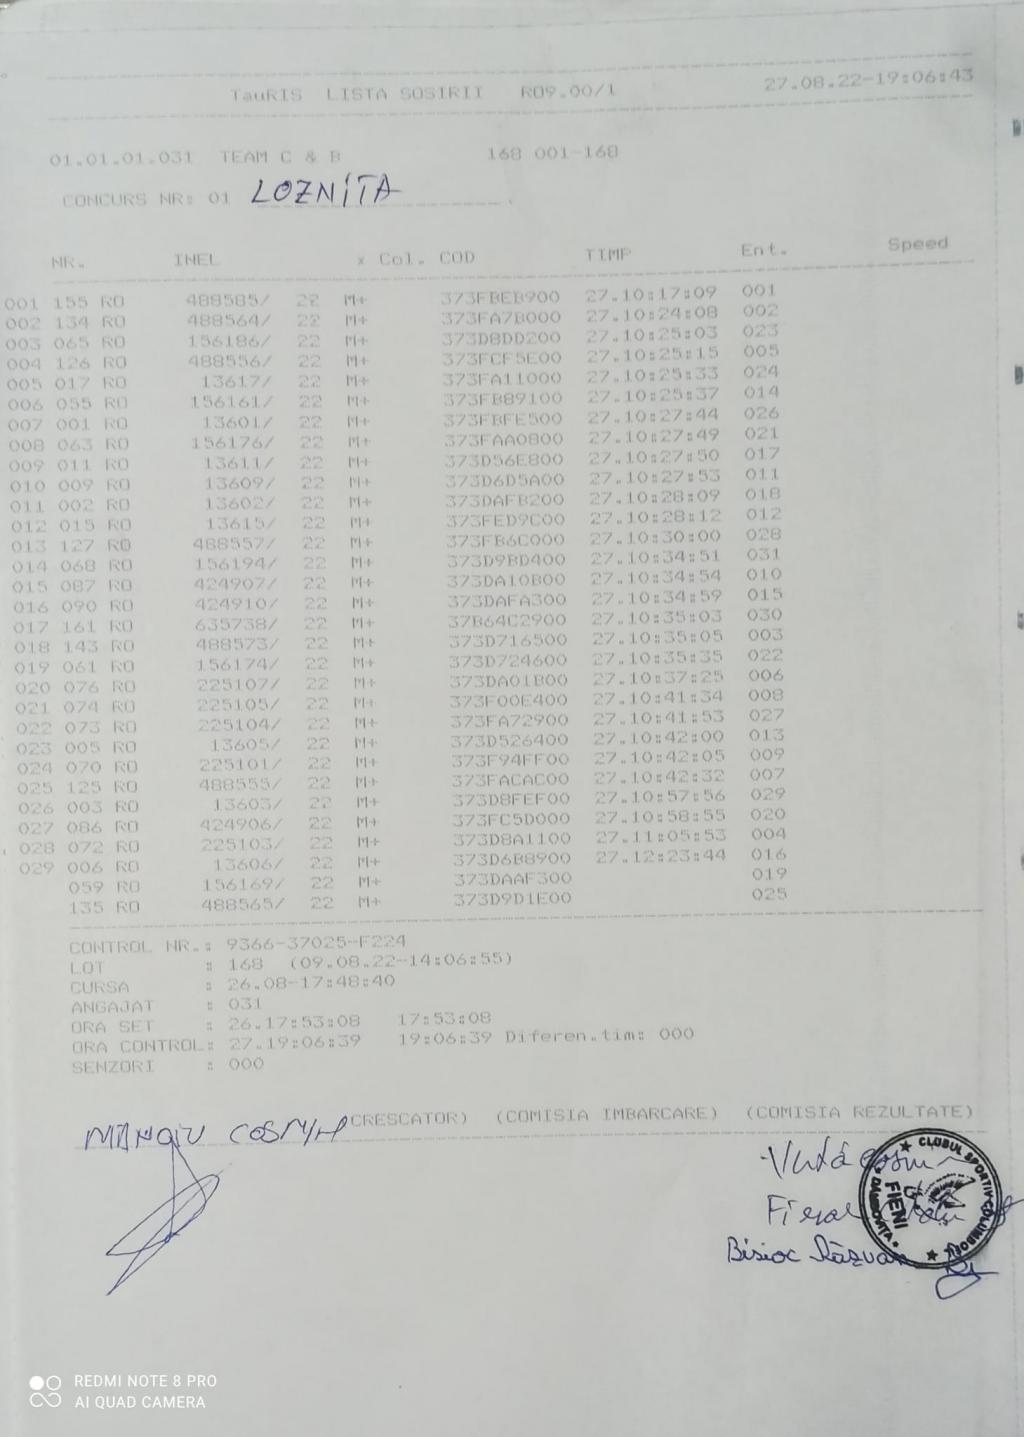 TauRIS LISTA SOSIRII RO9.00/1 27.08.22-19:06:43
01.01.01.031 TEAM C & B 168 001-168
CONCURS NR: 01 LOZNITA
NR. INEL x Col. COD TIMP Ent. Speed
001 155 RO 488585/ 22 M+ 373FBEB900 27.10:17:09 001
002 134 RO 488564/ 22 M+ 373FA7B000 27.10:24:08 002
003 065 RO 156186/ 22 M+ 373D8DD200 27.10:25:03 023
004 126 RO 488556/ 22 M+ 373FCF5E00 27.10:25:15 005
005 017 RO 13617/ 22 M+ 373FA11000 27.10:25:33 024
006 055 RO 156161/ 22 M+ 373FB89100 27.10:25:37 014
007 001 RO 13601/ 22 M+ 373FBFE500 27.10:27:44 026
008 063 RO 156176/ 22 M+ 373FAA0800 27.10:27:49 021
009 011 RO 13611/ 22 M+ 373D56E800 27.10:27:50 017
010 009 RO 13609/ 22 M+ 373D6D5A00 27.10:27:53 011
011 002 RO 13602/ 22 M+ 373DAFB200 27.10:28:09 018
012 015 RO 13615/ 22 M+ 373FED9C00 27.10:28:12 012
013 127 RO 488557/ 22 M+ 373FB6C000 27.10:30:00 028
014 068 RO 156194/ 22 M+ 373D9BD400 27.10:34:51 031
015 087 RO 424907/ 22 M+ 373DA10B00 27.10:34:54 010
016 090 RO 424910/ 22 M+ 373DAFA300 27.10:34:59 015
017 161 RO 635738/ 22 M+ 37B64C2900 27.10:35:03 030
018 143 RO 488573/ 22 M+ 373D716500 27.10:35:05 003
019 061 RO 156174/ 22 M+ 373D724600 27.10:35:35 022
020 076 RO 225107/ 22 M+ 373DA01B00 27.10:37:25 006
021 074 RO 225105/ 22 M+ 373F00E400 27.10:41:34 008
022 073 RO 225104/ 22 M+ 373FA72900 27.10:41:53 027
023 005 RO 13605/ 22 M+ 373D526400 27.10:42:00 013
024 070 RO 225101/ 22 M+ 373F94FF00 27.10:42:05 009
025 125 RO 488555/ 22 M+ 373FACAC00 27.10:42:32 007
026 003 RO 13603/ 22 M+ 373D8FEF00 27.10:57:56 029
027 086 RO 424906/ 22 M+ 373FC5D000 27.10:58:55 020
028 072 RO 225103/ 22 M+ 373D8A1100 27.11:05:53 004
029 006 RO 13606/ 22 M+ 373D6B8900 27.12:23:44 016
059 RO 156169/ 22 M+ 373DAAF300 019
135 RO 488565/ 22 M+ 373D9D1E00 025
CONTROL NR.: 9366-37025-F224
LOT : 168 (09.08.22-14:06:55)
CURSA : 26.08-17:48:40
ANGAJAT : 031
ORA SET : 26.17:53:08 17:53:08
ORA CONTROL: 27.19:06:39 19:06:39 Diferen.tim: 000
SENZORI : 000
(CRESCATOR) (COMISIA IMBARCARE) (COMISIA REZULTATE)
COSMIN
Bisioc Răzvan
CLUBUL SPORTIV COLUMBOFIL
DAMBOVITA
FIENI
REDMI NOTE 8 PRO
AI QUAD CAMERA